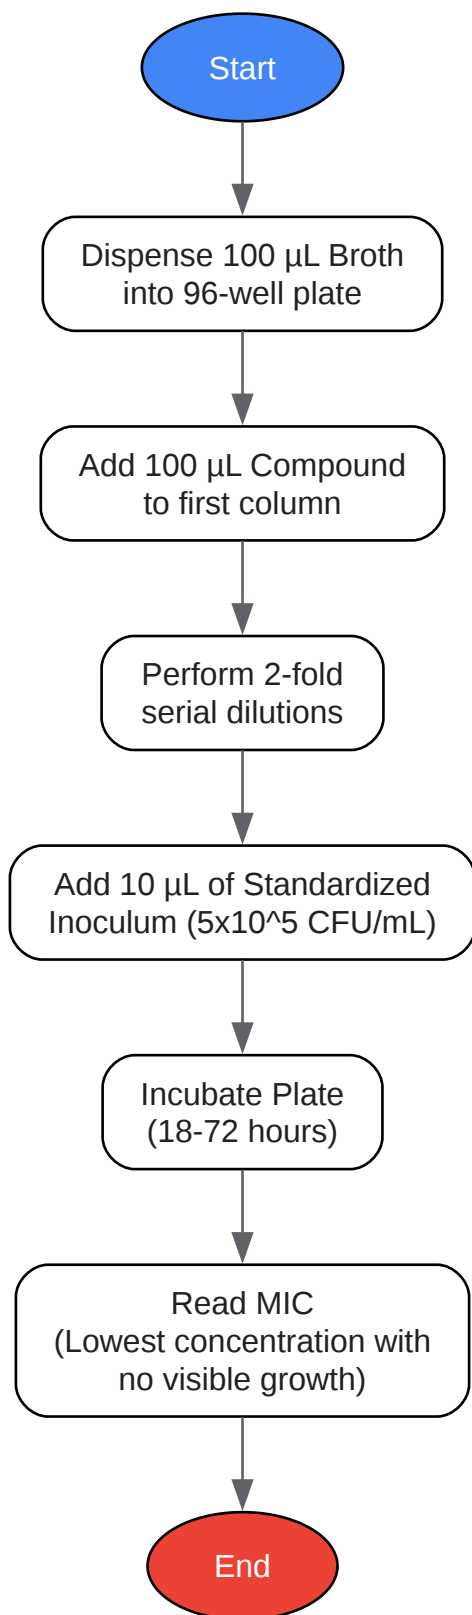 Start
Dispense 100 µL Broth
into 96-well plate
Add 100 µL Compound
to first column
Perform 2-fold
serial dilutions
Add 10 µL of Standardized
Inoculum (5x10^5 CFU/mL)
Incubate Plate
(18-72 hours)
Read MIC
(Lowest concentration with
no visible growth)
End